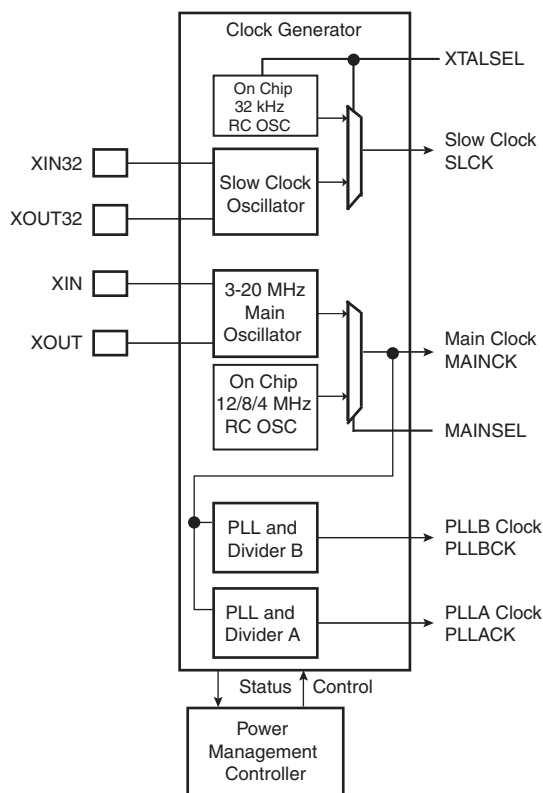 Clock Generator
XTALSEL
On Chip
32 kHz
RC OSC
Slow Clock
SLCK
XIN32
Slow Clock
Oscillator
XOUT32
XIN
3-20 MHz
Main
Oscillator
XOUT
Main Clock
MAINCK
On Chip
12/8/4 MHz
RC OSC
MAINSEL
PLL and
Divider B
PLLB Clock
PLLBCK
PLL and
Divider A
PLLA Clock
PLLACK
Status
Control
Power
Management
Controller